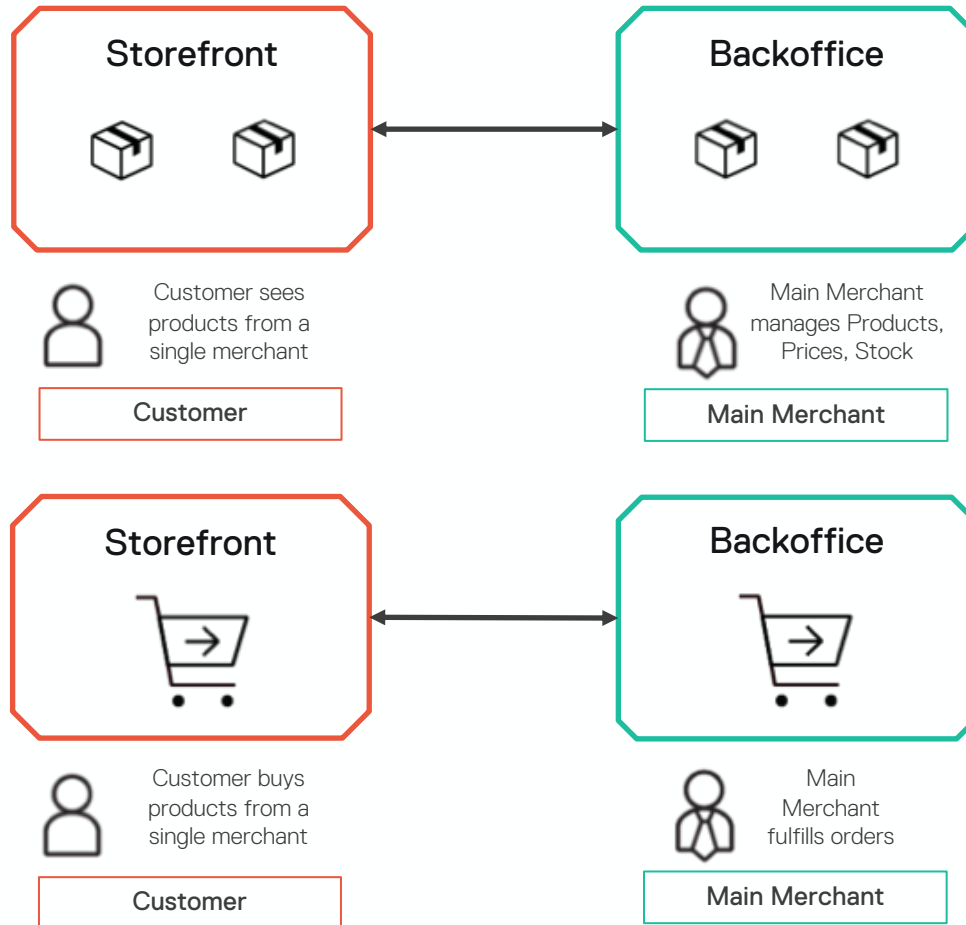 Storefront
Backoffice
Customer sees
products from a
single merchant
Main Merchant
manages Products,
Prices, Stock
Customer
Main Merchant
Storefront
Backoffice
Customer buys
products from a
single merchant
Main
Merchant
fulfills orders
Customer
Main Merchant